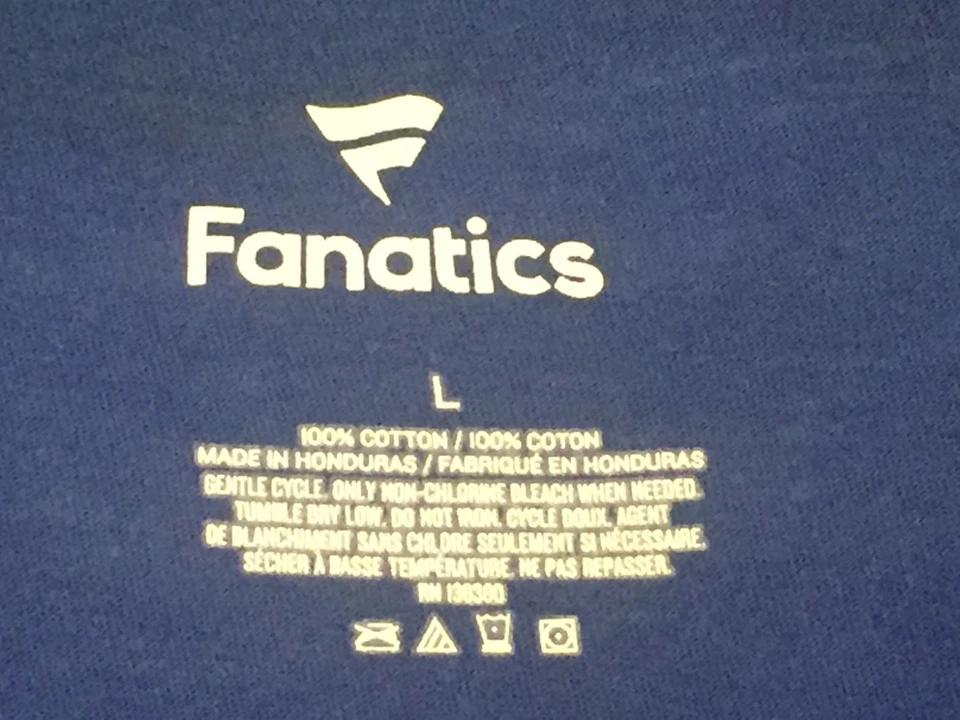 Fanatics
L
100% COTTON / 100% COTON
MADE IN HONDURAS / FABRIQUÉ EN HONDURAS
GENTLE CYCLE. ONLY NON-CHLORINE BLEACH WHEN NEEDED.
TUMBLE DRY LOW. DO NOT IRON. CYCLE DOUX. AGENT
DE BLANCHIMENT SANS CHLORE SEULEMENT SI NÉCESSAIRE.
SÉCHER À BASSE TEMPÉRATURE. NE PAS REPASSER.
RN